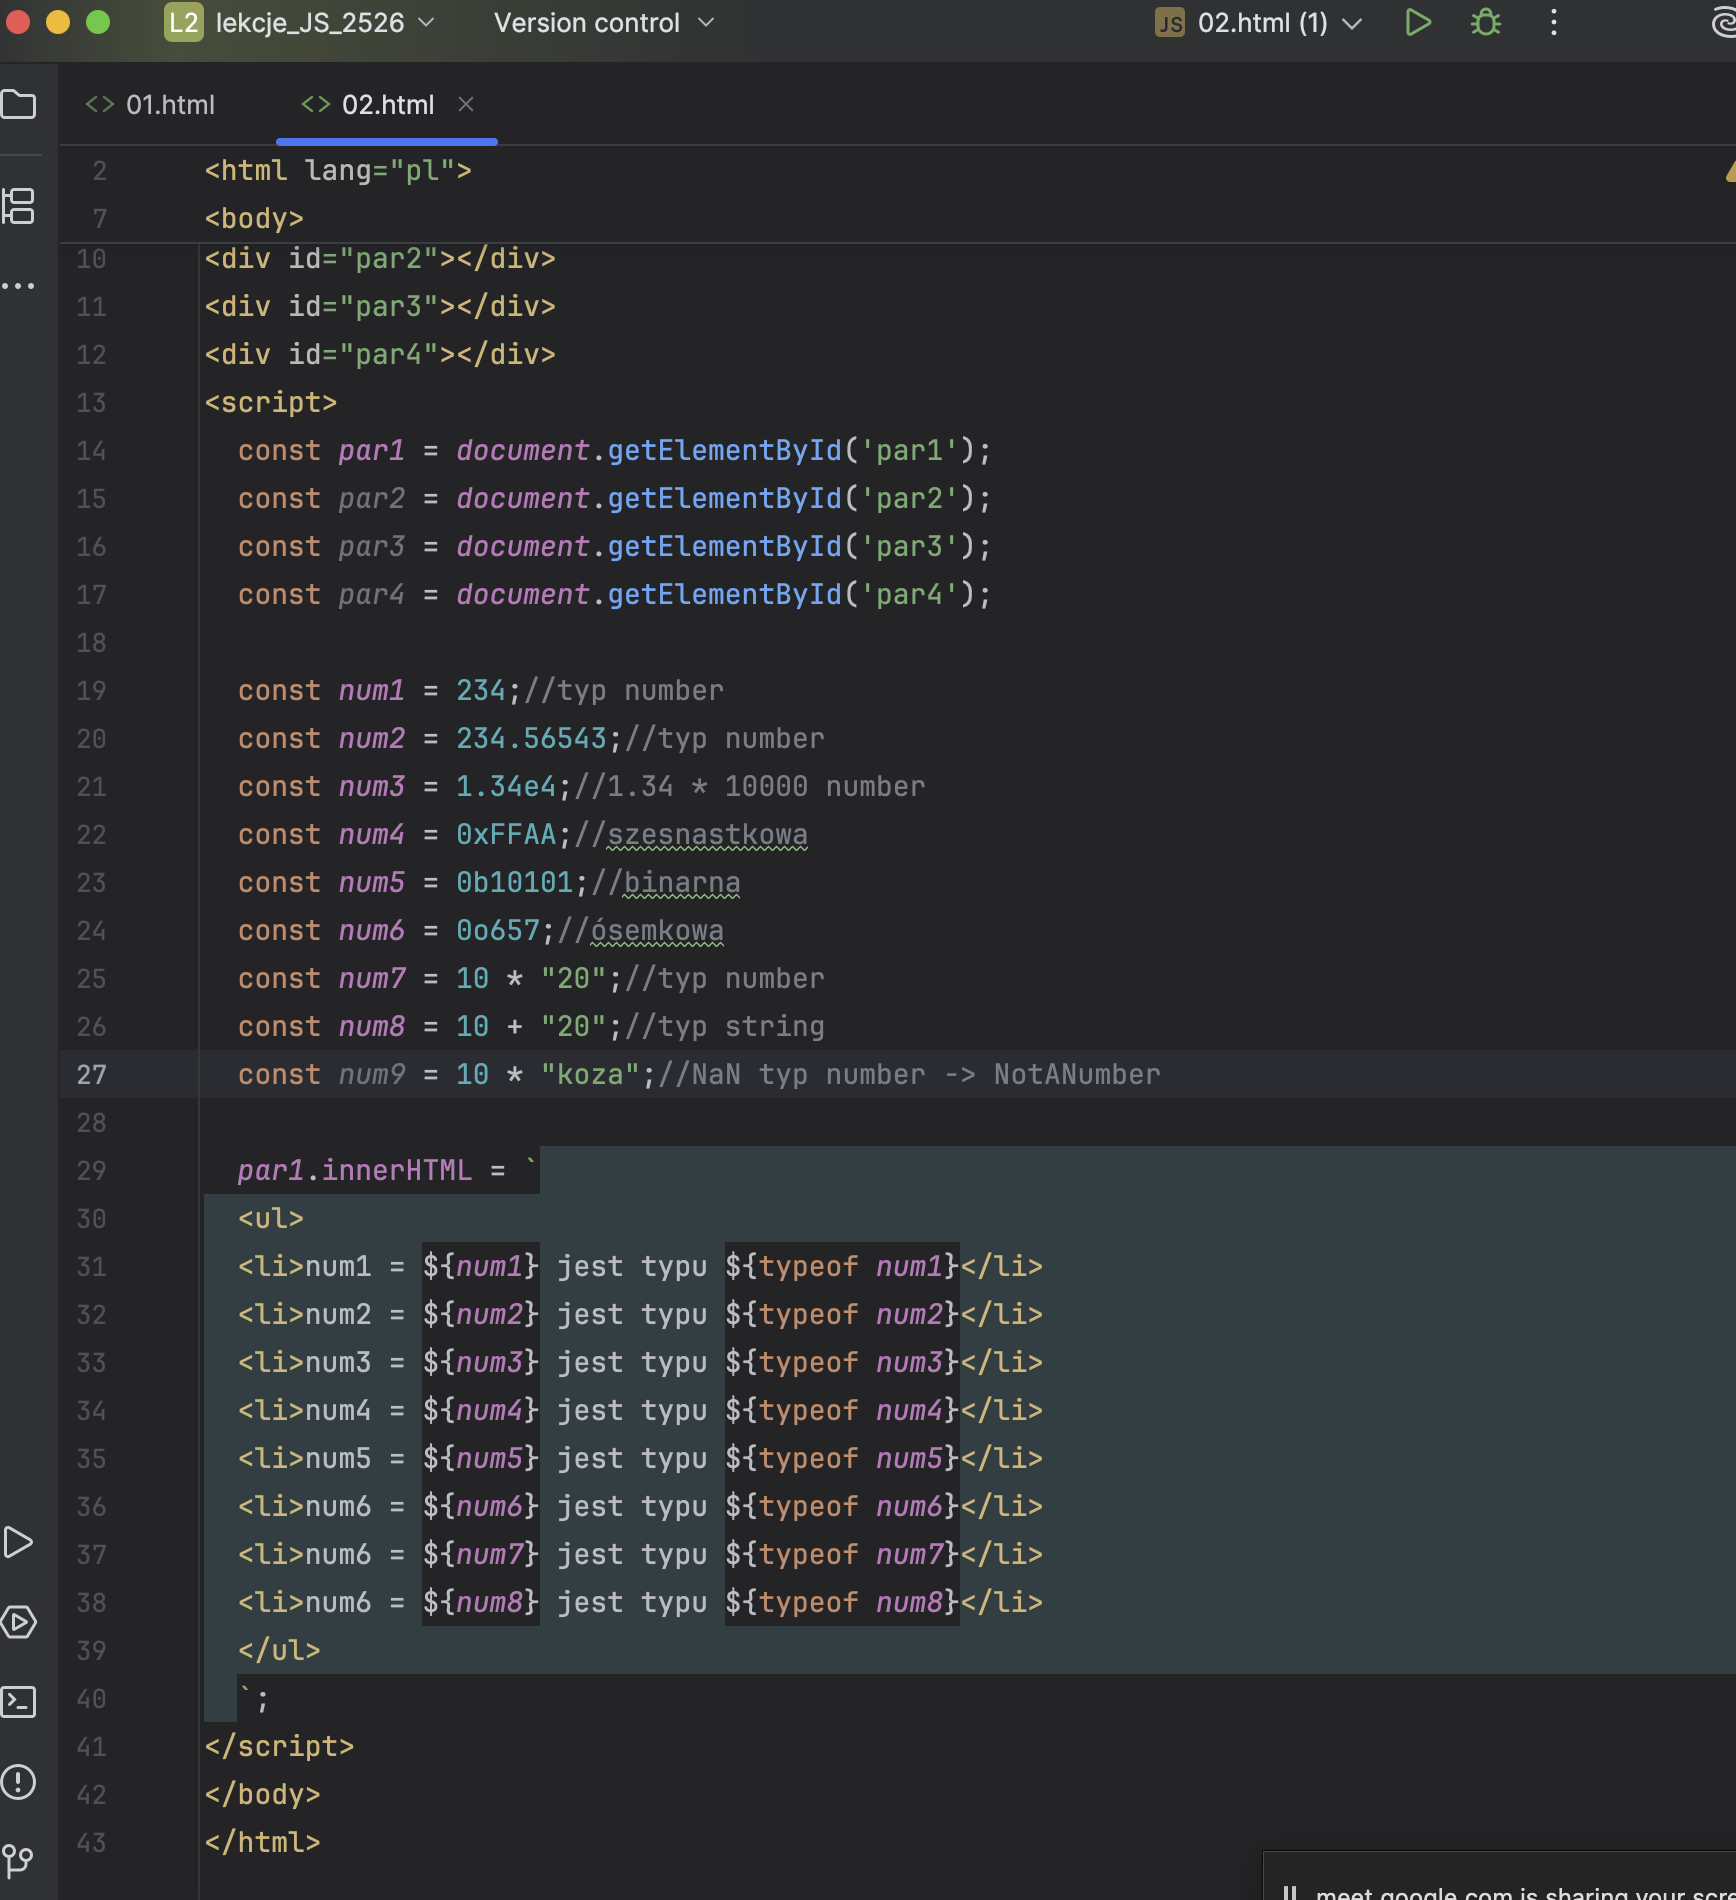 L2 lekcje_JS_2526 Version control JS 02.html (1)
<> 01.html <> 02.html ×
2 <html lang="pl">
7 <body>
10 <div id="par2"></div>
11 <div id="par3"></div>
12 <div id="par4"></div>
13 <script>
14 const par1 = document.getElementById('par1');
15 const par2 = document.getElementById('par2');
16 const par3 = document.getElementById('par3');
17 const par4 = document.getElementById('par4');
18
19 const num1 = 234;//typ number
20 const num2 = 234.56543;//typ number
21 const num3 = 1.34e4;//1.34 * 10000 number
22 const num4 = 0xFFAA;//szesnastkowa
23 const num5 = 0b10101;//binarna
24 const num6 = 0o657;//ósemkowa
25 const num7 = 10 * "20";//typ number
26 const num8 = 10 + "20";//typ string
27 const num9 = 10 * "koza";//NaN typ number -> NotANumber
28
29 par1.innerHTML = `
30 <ul>
31 <li>num1 = ${num1} jest typu ${typeof num1}</li>
32 <li>num2 = ${num2} jest typu ${typeof num2}</li>
33 <li>num3 = ${num3} jest typu ${typeof num3}</li>
34 <li>num4 = ${num4} jest typu ${typeof num4}</li>
35 <li>num5 = ${num5} jest typu ${typeof num5}</li>
36 <li>num6 = ${num6} jest typu ${typeof num6}</li>
37 <li>num6 = ${num7} jest typu ${typeof num7}</li>
38 <li>num6 = ${num8} jest typu ${typeof num8}</li>
39 </ul>
40 `;
41 </script>
42 </body>
43 </html>
meet.google.com is sharing your